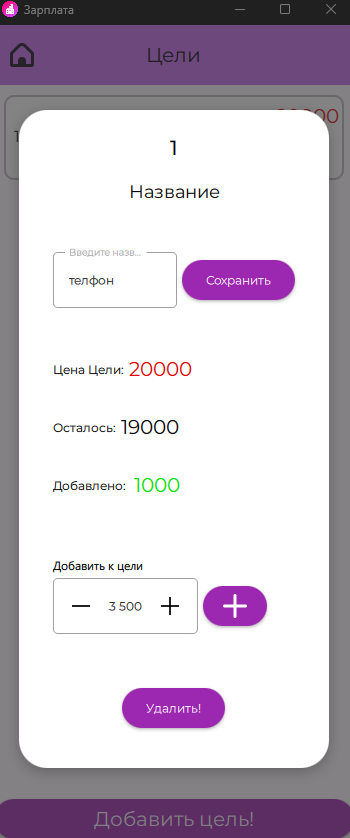 Зарплата
Цели
1
Название
Введите назв...
телфон
Сохранить
Цена Цели: 20000
Осталось: 19000
Добавлено: 1000
Добавить к цели
3 500
Удалить!
Добавить цель!